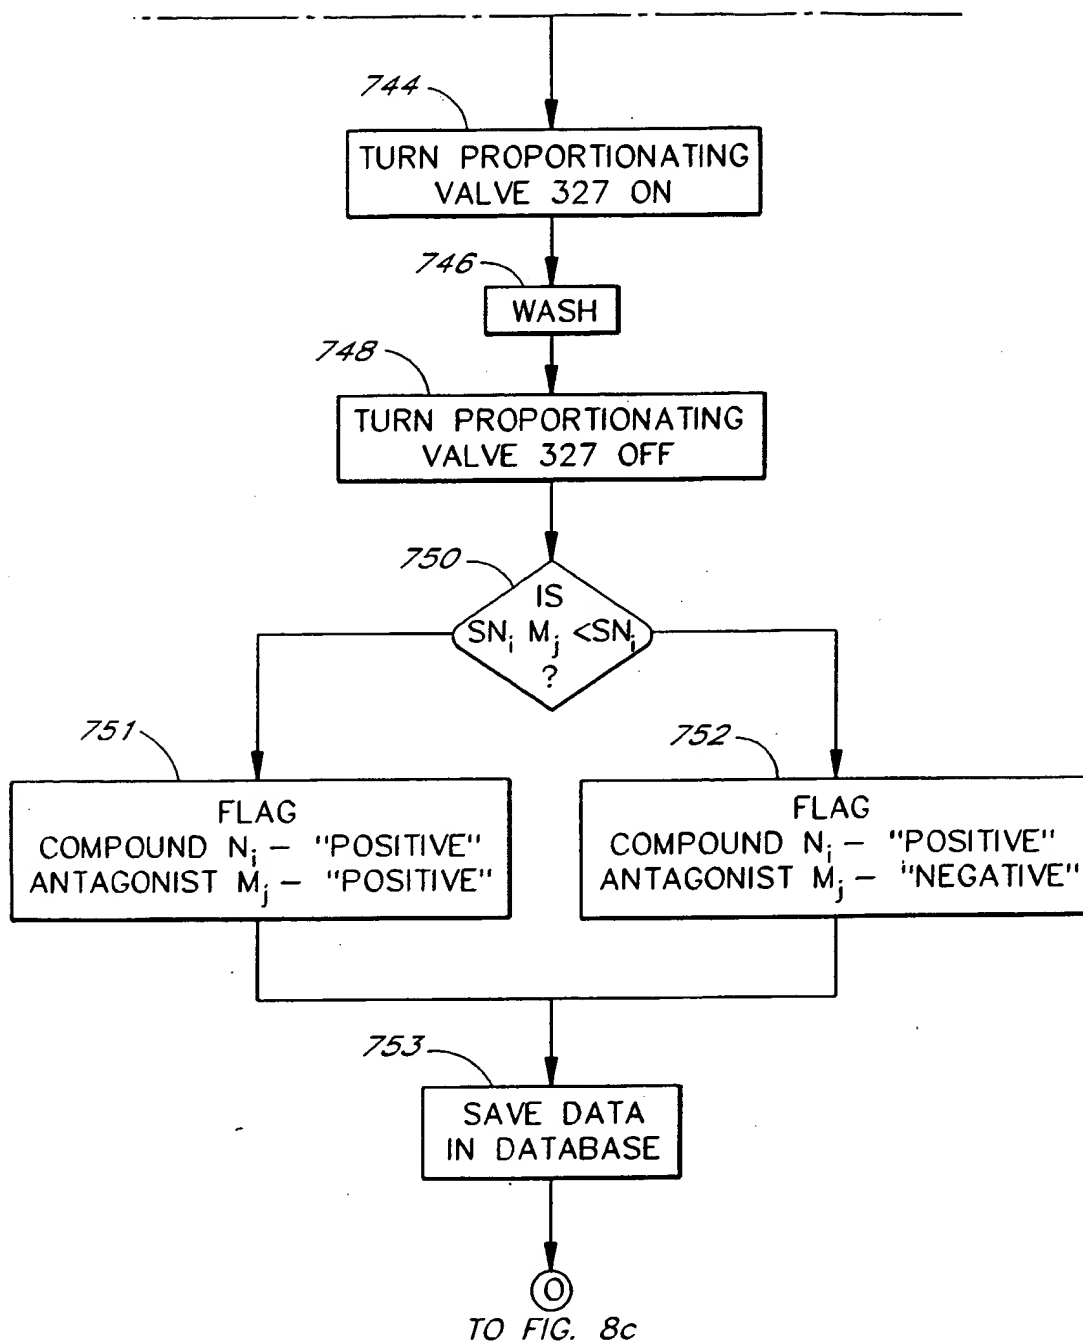 744
TURN PROPORTIONATING
VALVE 327 ON
746
WASH
748
TURN PROPORTIONATING
VALVE 327 OFF
750
IS
SNi Mj <SNi
?
751
FLAG
COMPOUND Ni – "POSITIVE"
ANTAGONIST Mj – "POSITIVE"
752
FLAG
COMPOUND Ni – "POSITIVE"
ANTAGONIST Mj – "NEGATIVE"
753
SAVE DATA
IN DATABASE
O
TO FIG. 8c